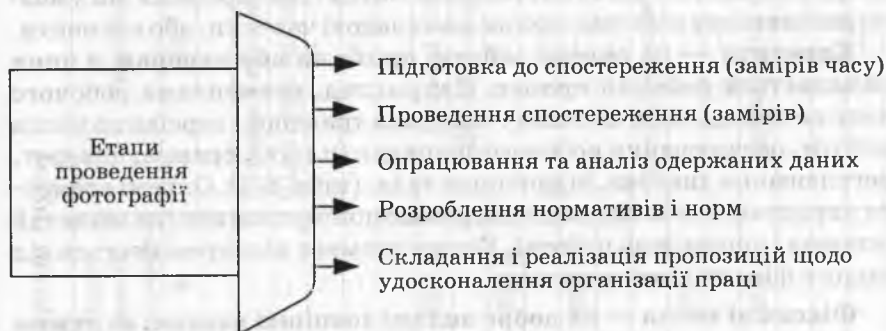 Етапи
проведення
фотографії
Підготовка до спостереження (замірів часу)
Проведення спостереження (замірів)
Опрацювання та аналіз одержаних даних
Розроблення нормативів і норм
Складання і реалізація пропозицій щодо
удосконалення організації праці